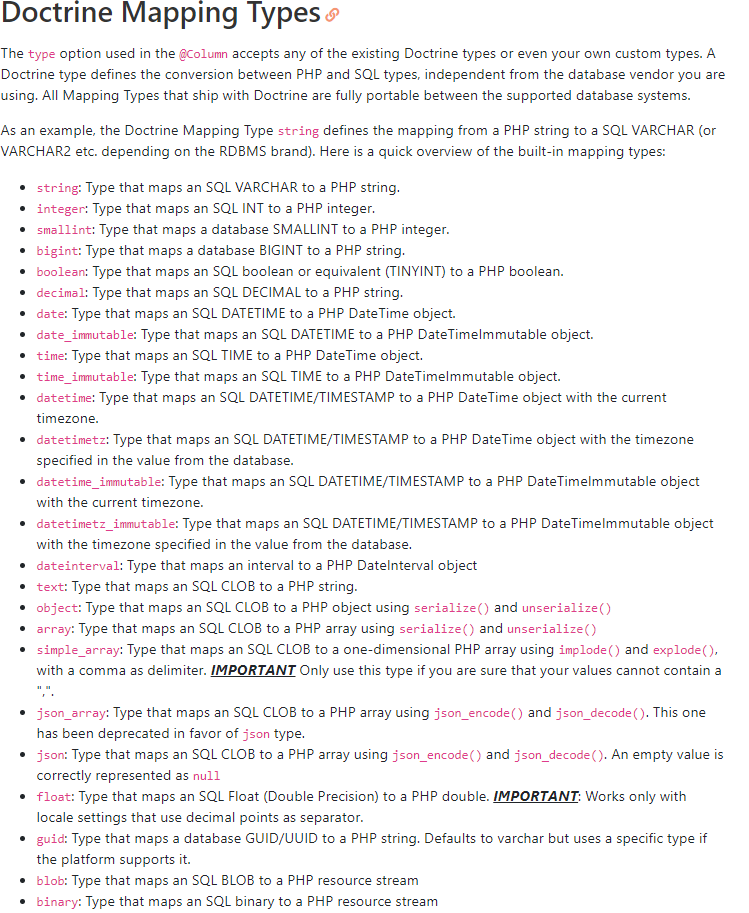 Doctrine Mapping Types
The type option used in the @Column accepts any of the existing Doctrine types or even your own custom types. A
Doctrine type defines the conversion between PHP and SQL types, independent from the database vendor you are
using. All Mapping Types that ship with Doctrine are fully portable between the supported database systems.
As an example, the Doctrine Mapping Type string defines the mapping from a PHP string to a SQL VARCHAR (or
VARCHAR2 etc. depending on the RDBMS brand). Here is a quick overview of the built-in mapping types:
• string: Type that maps an SQL VARCHAR to a PHP string.
• integer: Type that maps an SQL INT to a PHP integer.
• smallint: Type that maps a database SMALLINT to a PHP integer.
• bigint: Type that maps a database BIGINT to a PHP string.
• boolean: Type that maps an SQL boolean or equivalent (TINYINT) to a PHP boolean.
• decimal: Type that maps an SQL DECIMAL to a PHP string.
• date: Type that maps an SQL DATETIME to a PHP DateTime object.
• date_immutable: Type that maps an SQL DATETIME to a PHP DateTimeImmutable object.
• time: Type that maps an SQL TIME to a PHP DateTime object.
• time_immutable: Type that maps an SQL TIME to a PHP DateTimeImmutable object.
• datetime: Type that maps an SQL DATETIME/TIMESTAMP to a PHP DateTime object with the current
timezone.
• datetimetz: Type that maps an SQL DATETIME/TIMESTAMP to a PHP DateTime object with the timezone
specified in the value from the database.
• datetime_immutable: Type that maps an SQL DATETIME/TIMESTAMP to a PHP DateTimeImmutable object
with the current timezone.
• datetimetz_immutable: Type that maps an SQL DATETIME/TIMESTAMP to a PHP DateTimeImmutable object
with the timezone specified in the value from the database.
• dateinterval: Type that maps an interval to a PHP DateInterval object
• text: Type that maps an SQL CLOB to a PHP string.
• object: Type that maps an SQL CLOB to a PHP object using serialize() and unserialize()
• array: Type that maps an SQL CLOB to a PHP array using serialize() and unserialize()
• simple_array: Type that maps an SQL CLOB to a one-dimensional PHP array using implode() and explode(),
with a comma as delimiter. IMPORTANT Only use this type if you are sure that your values cannot contain a
",".
• json_array: Type that maps an SQL CLOB to a PHP array using json_encode() and json_decode(). This one
has been deprecated in favor of json type.
• json: Type that maps an SQL CLOB to a PHP array using json_encode() and json_decode(). An empty value is
correctly represented as null
• float: Type that maps an SQL Float (Double Precision) to a PHP double. IMPORTANT: Works only with
locale settings that use decimal points as separator.
• guid: Type that maps a database GUID/UUID to a PHP string. Defaults to varchar but uses a specific type if
the platform supports it.
• blob: Type that maps an SQL BLOB to a PHP resource stream
• binary: Type that maps an SQL binary to a PHP resource stream